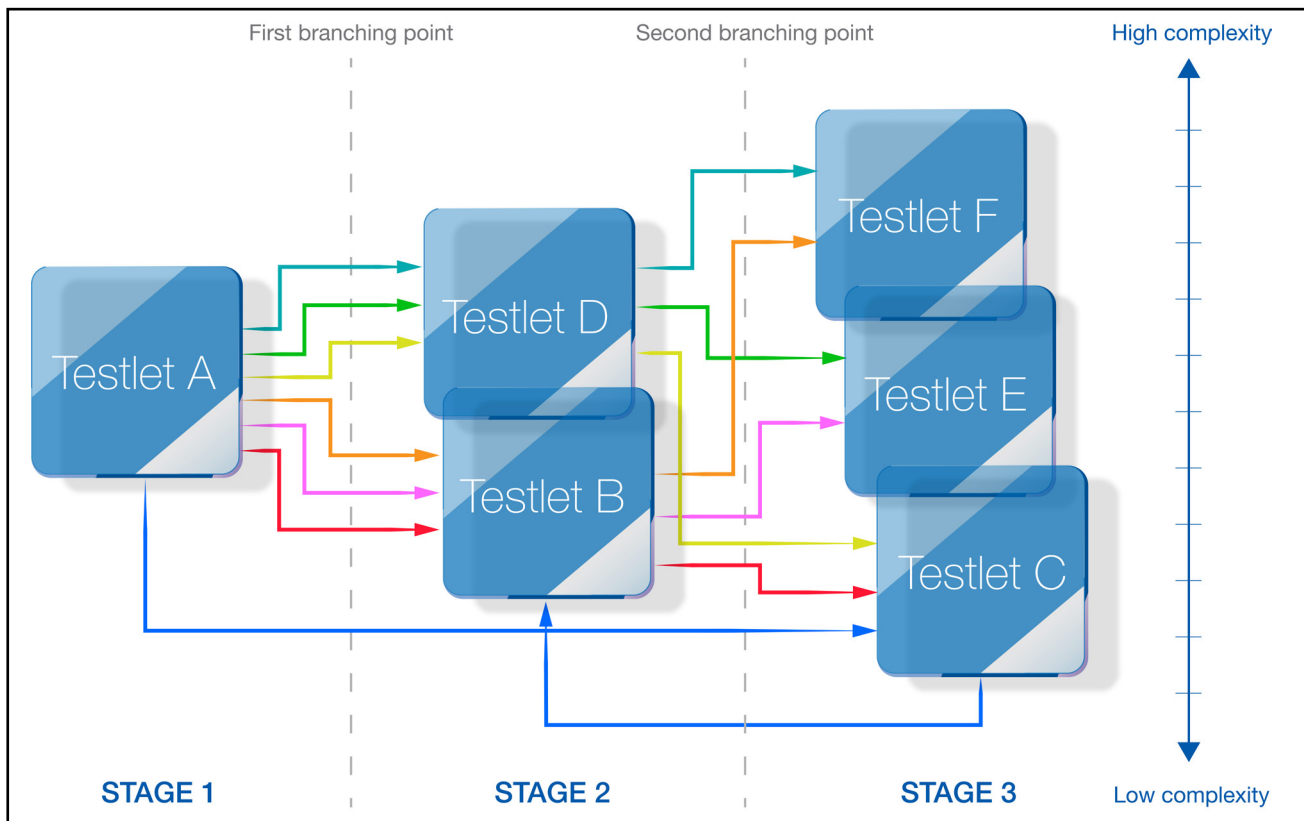 First branching point
Second branching point
High complexity
Testlet F
Testlet D
Testlet A
Testlet E
Testlet B
Testlet C
STAGE 1
STAGE 2
STAGE 3
Low complexity